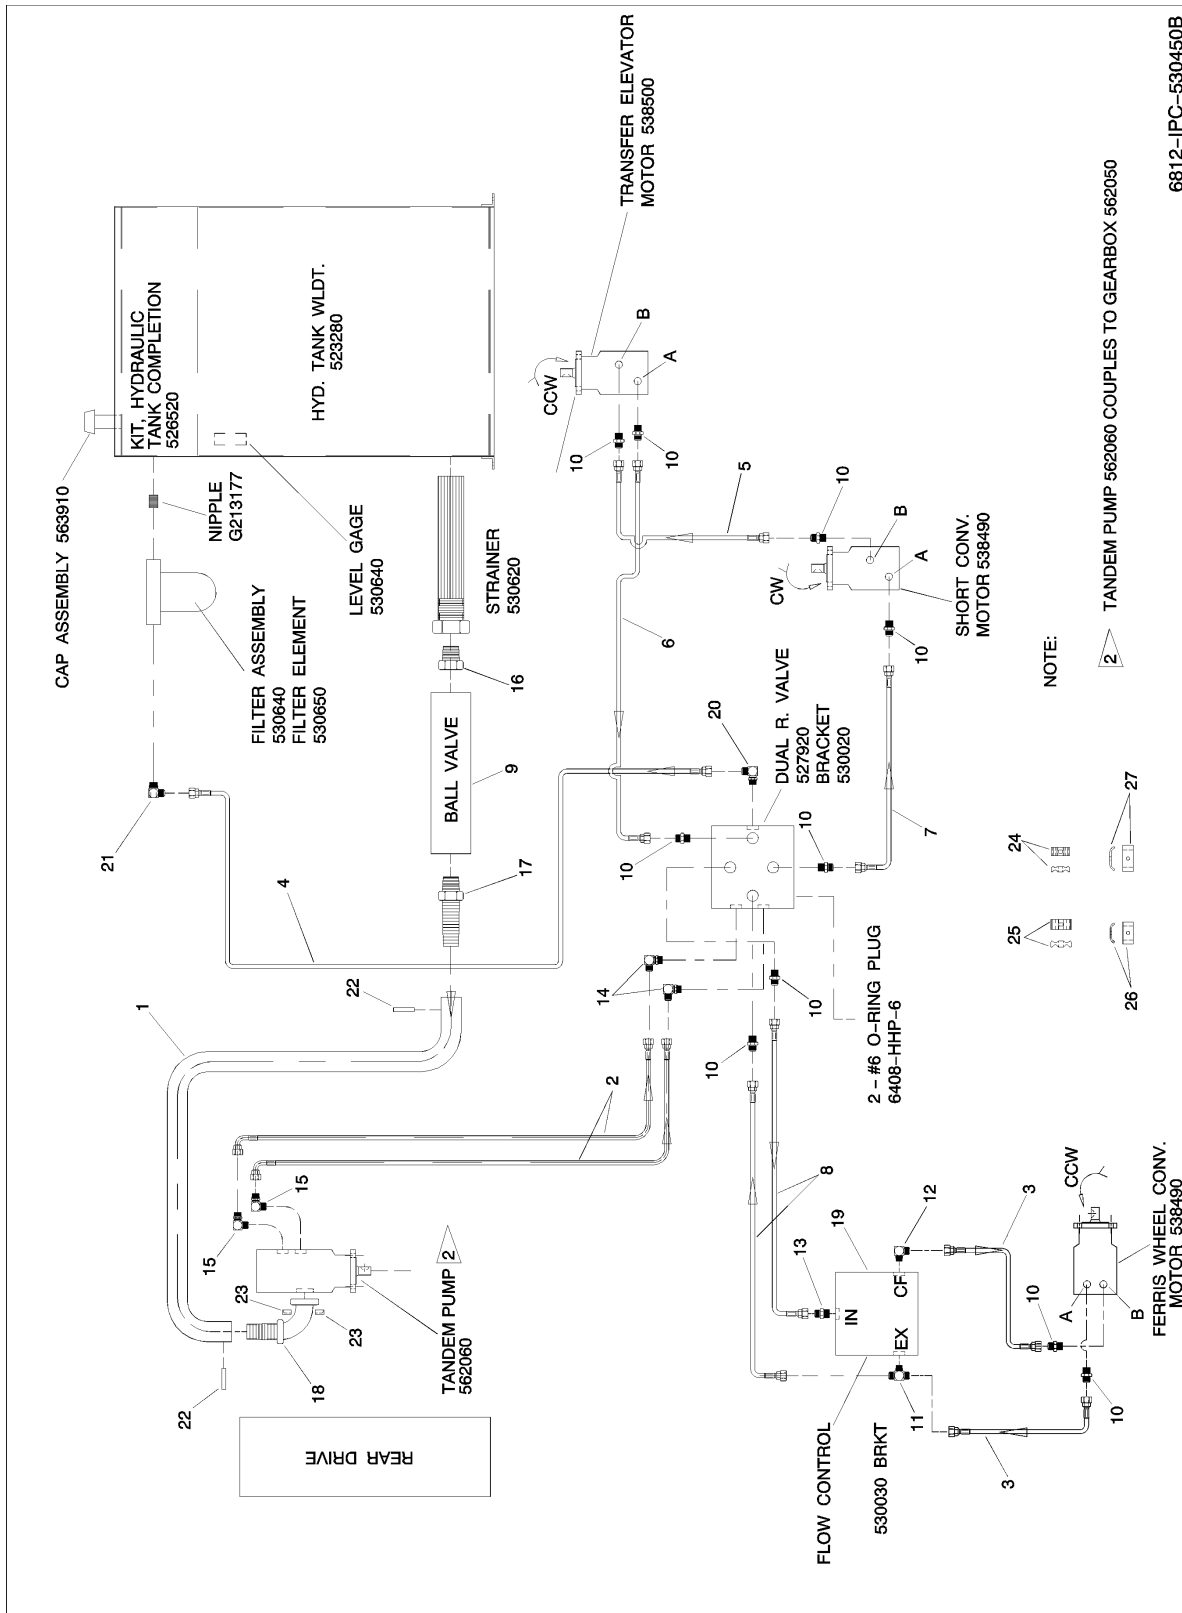 CAP ASSEMBLY 563910
KIT, HYDRAULIC
TANK COMPLETION
526520
HYD. TANK WLDT.
523280
NIPPLE
G213177
LEVEL GAGE
530640
FILTER ASSEMBLY
530640
FILTER ELEMENT
530650
STRAINER
530620
BALL VALVE
9
16
17
21
4
1
22
22
2
14
15
15
23
23
18
TANDEM PUMP
562060
2
REAR DRIVE
TRANSFER ELEVATOR
MOTOR 538500
CCW
B
A
10
10
5
10
6
CW
B
A
SHORT CONV.
MOTOR 538490
10
7
20
DUAL R. VALVE
527920
BRACKET
530020
10
10
10
10
2 - #6 O-RING PLUG
6408-HHP-6
8
13
19
12
IN
CF
EX
11
FLOW CONTROL
530030 BRKT
3
3
10
10
CCW
A
B
FERRIS WHEEL CONV.
MOTOR 538490
24
25
26
27
NOTE:
2
TANDEM PUMP 562060 COUPLES TO GEARBOX 562050
6812-IPC-530450B